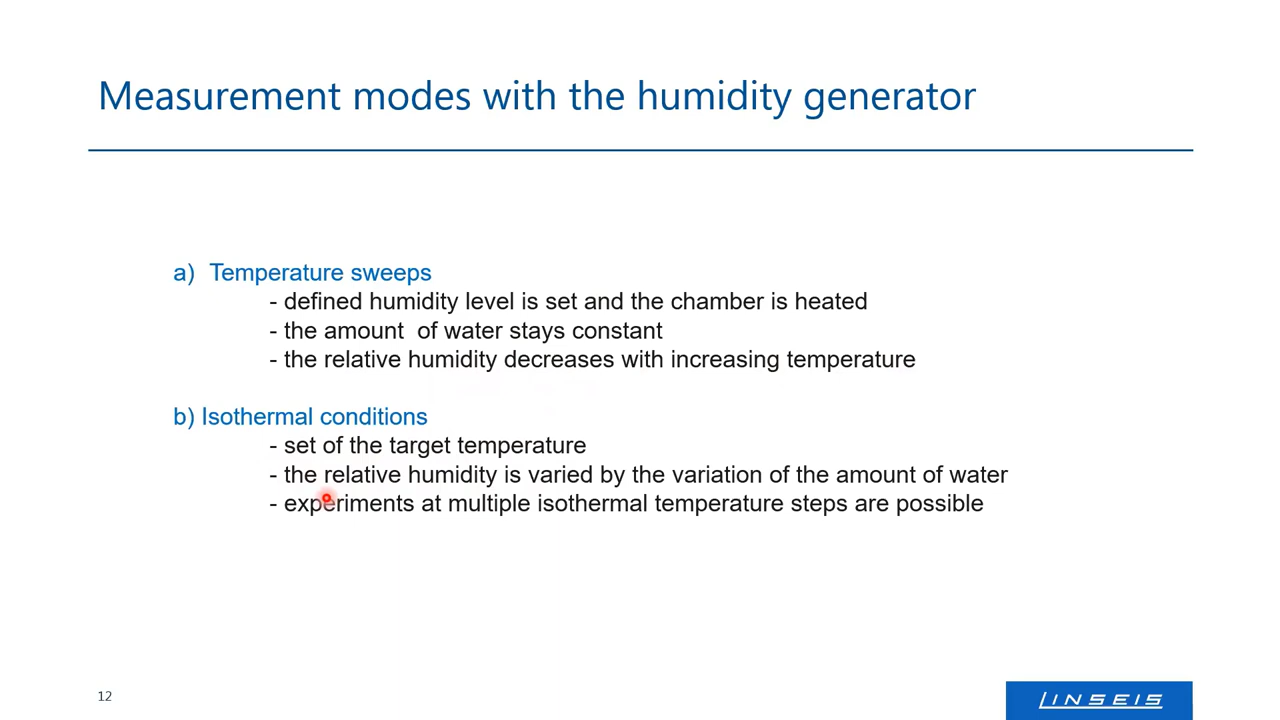 Measurement modes with the humidity generator
a) Temperature sweeps
- defined humidity level is set and the chamber is heated
- the amount of water stays constant
- the relative humidity decreases with increasing temperature
b) Isothermal conditions
- set of the target temperature
- the relative humidity is varied by the variation of the amount of water
- experiments at multiple isothermal temperature steps are possible
12
LINSEIS